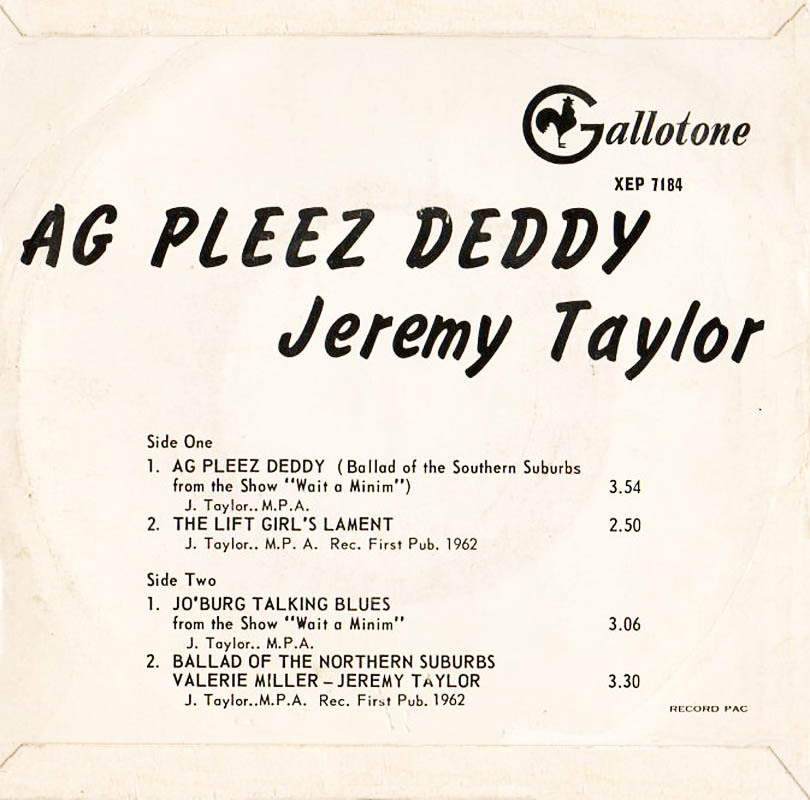 Gallotone
XEP 7184
AG PLEEZ DEDDY
Jeremy Taylor
Side One
1. AG PLEEZ DEDDY (Ballad of the Southern Suburbs
from the Show "Wait a Minim") 3.54
J. Taylor.. M.P.A.
2. THE LIFT GIRL'S LAMENT 2.50
J. Taylor.. M.P. A. Rec. First Pub. 1962
Side Two
1. JO'BURG TALKING BLUES
from the Show "Wait a Minim" 3.06
J. Taylor.. M.P.A.
2. BALLAD OF THE NORTHERN SUBURBS
VALERIE MILLER – JEREMY TAYLOR 3.30
J. Taylor..M.P.A. Rec. First Pub. 1962
RECORD PAC